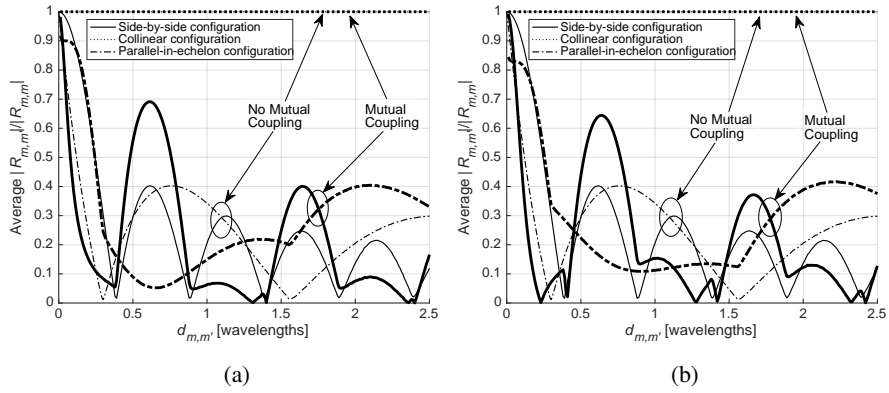 1
0.9
0.8
0.7
0.6
0.5
0.4
0.3
0.2
0.1
0
0
0.5
1
1.5
2
2.5
Average |R_{m,m'}|/|R_{m,m}|
d_{m,m'} [wavelengths]
Side-by-side configuration
Collinear configuration
Parallel-in-echelon configuration
No Mutual
Coupling
Mutual
Coupling
(a)
1
0.9
0.8
0.7
0.6
0.5
0.4
0.3
0.2
0.1
0
0
0.5
1
1.5
2
2.5
Average |R_{m,m'}|/|R_{m,m}|
d_{m,m'} [wavelengths]
Side-by-side configuration
Collinear configuration
Parallel-in-echelon configuration
No Mutual
Coupling
Mutual
Coupling
(b)